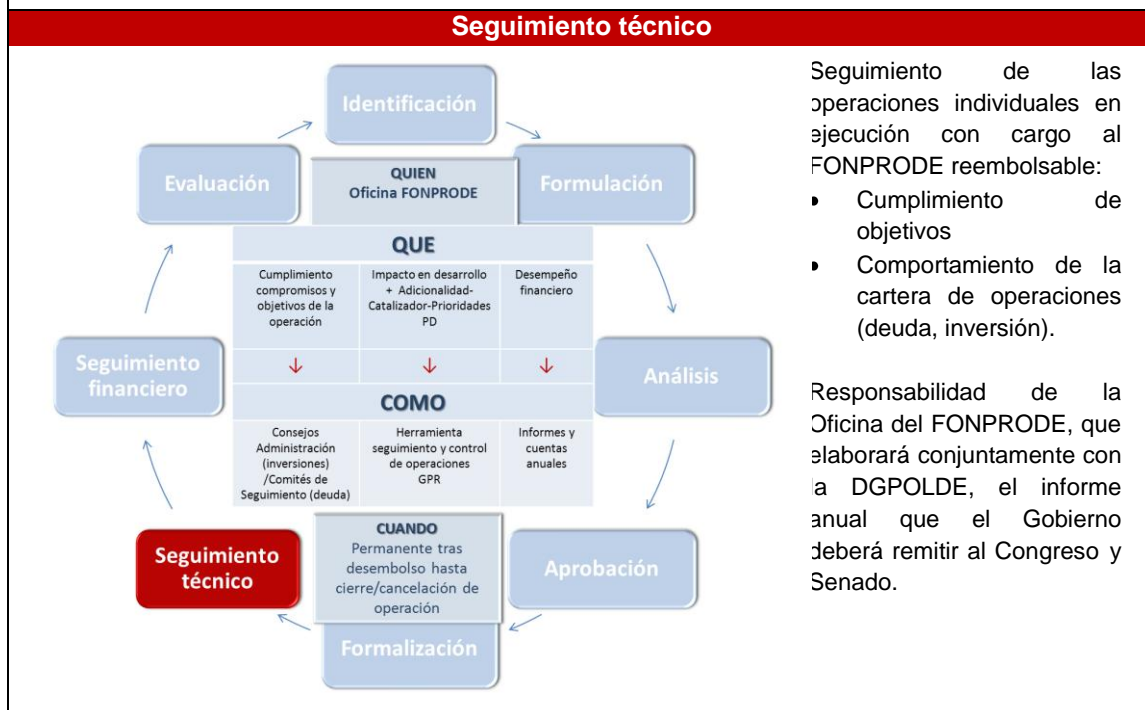 Seguimiento técnico
Identificación
Formulación
Análisis
Aprobación
Formalización
Seguimiento
técnico
Seguimiento
financiero
Evaluación
QUIEN
Oficina FONPRODE
QUE
Cumplimiento
compromisos y
objetivos de la
operación
Impacto en desarrollo
+ Adicionalidad-
Catalizador-Prioridades
PD
Desempeño
financiero
↓ ↓ ↓
COMO
Consejos
Administración
(inversiones)
/Comités de
Seguimiento (deuda)
Herramienta
seguimiento y control
de operaciones
GPR
Informes y
cuentas
anuales
CUANDO
Permanente tras
desembolso hasta
cierre/cancelación de
operación
Seguimiento de las
operaciones individuales en
ejecución con cargo al
FONPRODE reembolsable:
• Cumplimiento de
objetivos
• Comportamiento de la
cartera de operaciones
(deuda, inversión).
Responsabilidad de la
Oficina del FONPRODE, que
elaborará conjuntamente con
la DGPOLDE, el informe
anual que el Gobierno
deberá remitir al Congreso y
Senado.